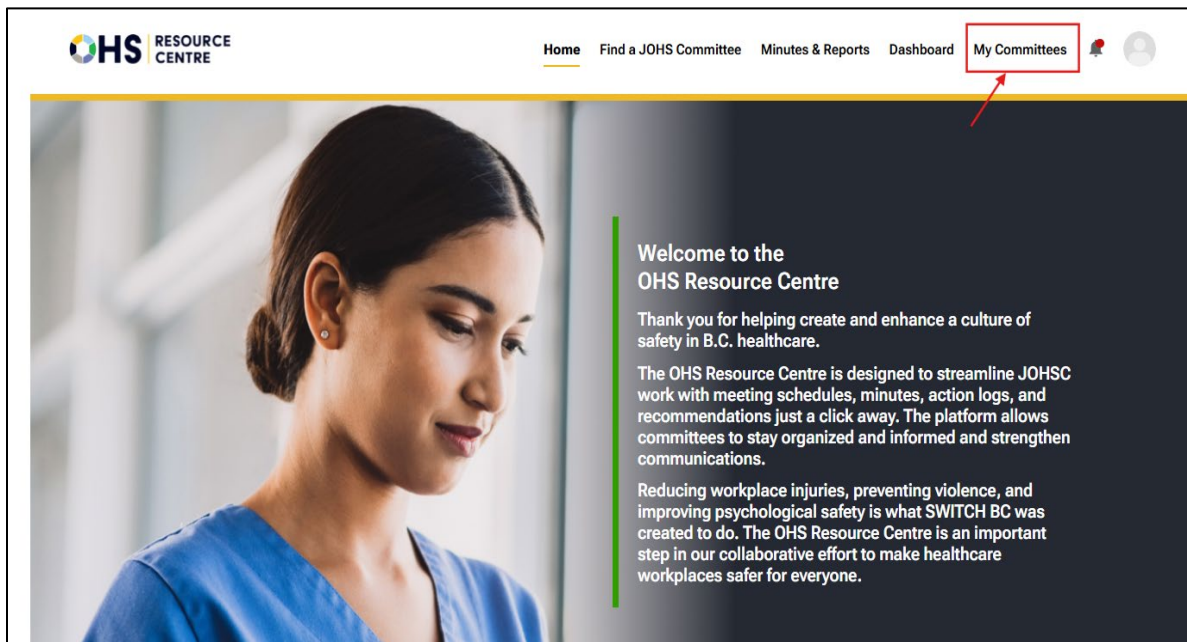 OHS RESOURCE
CENTRE
Home Find a JOHS Committee Minutes & Reports Dashboard My Committees
Welcome to the
OHS Resource Centre
Thank you for helping create and enhance a culture of
safety in B.C. healthcare.
The OHS Resource Centre is designed to streamline JOHSC
work with meeting schedules, minutes, action logs, and
recommendations just a click away. The platform allows
committees to stay organized and informed and strengthen
communications.
Reducing workplace injuries, preventing violence, and
improving psychological safety is what SWITCH BC was
created to do. The OHS Resource Centre is an important
step in our collaborative effort to make healthcare
workplaces safer for everyone.